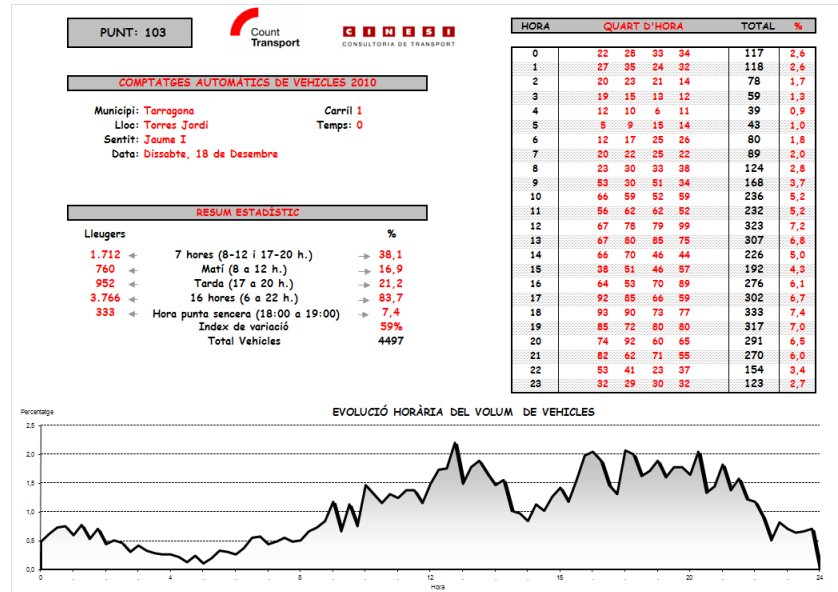 PUNT: 103
Count
Transport
CINESI
CONSULTORIA DE TRANSPORT
COMPTATGES AUTOMÀTICS DE VEHICLES 2010
Municipi: Tarragona Carril 1
Lloc: Torres Jordi Temps: 0
Sentit: Jaume I
Data: Dissabte, 18 de Desembre
RESUM ESTADÍSTIC
Lleugers %
1.712 7 hores (8-12 i 17-20 h.) 38,1
760 Matí (8 a 12 h.) 16,9
952 Tarda (17 a 20 h.) 21,2
3.766 16 hores (6 a 22 h.) 83,7
333 Hora punta sencera (18:00 a 19:00) 7,4
Index de variació 59%
Total Vehicles 4497
HORA QUART D'HORA TOTAL %
0 22 28 33 34 117 2,6
1 27 35 24 32 118 2,6
2 20 23 21 14 78 1,7
3 19 15 13 12 59 1,3
4 12 10 6 11 39 0,9
5 5 9 15 14 43 1,0
6 12 17 25 26 80 1,8
7 20 22 25 22 89 2,0
8 23 30 33 38 124 2,8
9 53 30 51 34 168 3,7
10 66 59 52 59 236 5,2
11 56 62 62 52 232 5,2
12 67 78 79 99 323 7,2
13 67 80 85 75 307 6,8
14 66 70 46 44 226 5,0
15 38 51 46 57 192 4,3
16 64 53 70 89 276 6,1
17 92 85 66 59 302 6,7
18 93 90 73 77 333 7,4
19 85 72 80 80 317 7,0
20 74 92 60 65 291 6,5
21 82 62 71 55 270 6,0
22 53 41 23 37 154 3,4
23 32 29 30 32 123 2,7
EVOLUCIÓ HORÀRIA DEL VOLUM DE VEHICLES
Percentatge
2,5
2,0
1,5
1,0
0,5
0,0
0 . . . 4 . . . 8 . . . 12 . . . 16 . . . 20 . . . 24
Hora